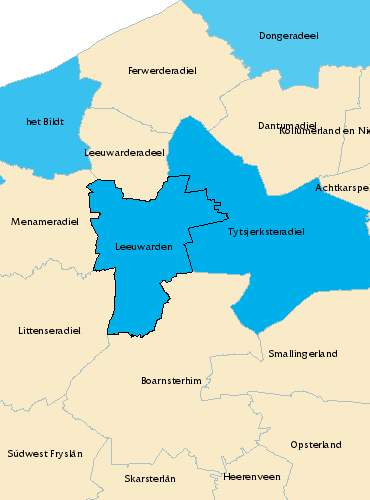 Dongeradeel
Ferwerderadiel
het Bildt
Dantumadiel
Kollumerland en Nie
Leeuwarderadeel
Achtkarspe
Menameradiel
Tytsjerksteradiel
Leeuwarden
Littenseradiel
Smallingerland
Boarnsterhim
Opsterland
Súdwest Fryslân
Heerenveen
Skarsterlân